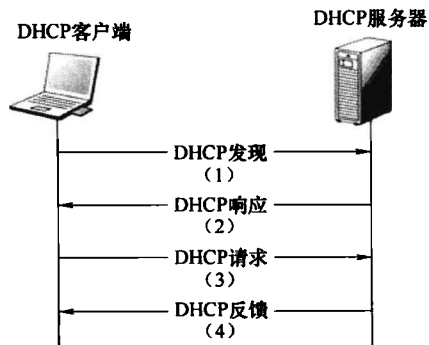 DHCP服务器
DHCP客户端
DHCP发现
（1）
DHCP响应
（2）
DHCP请求
（3）
DHCP反馈
（4）